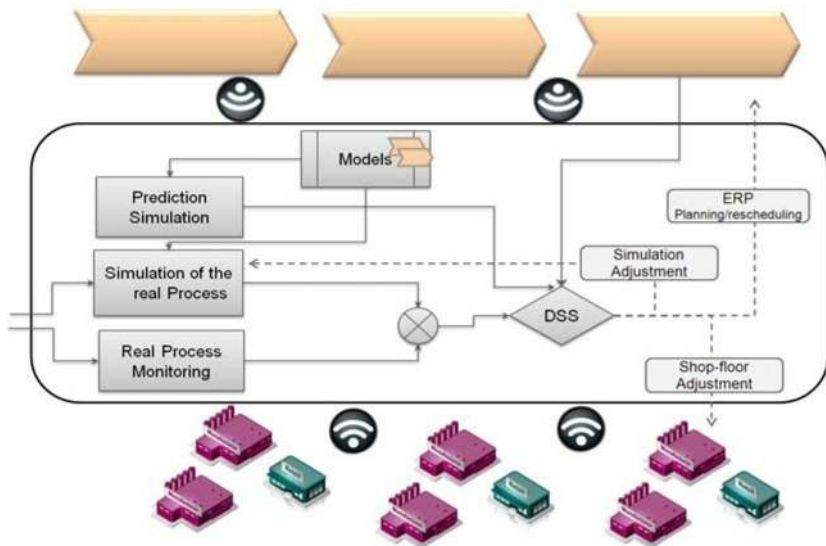 Models
Prediction
Simulation
ERP
Planning/rescheduling
Simulation of the
real Process
Simulation
Adjustment
DSS
Real Process
Monitoring
Shop-floor
Adjustment